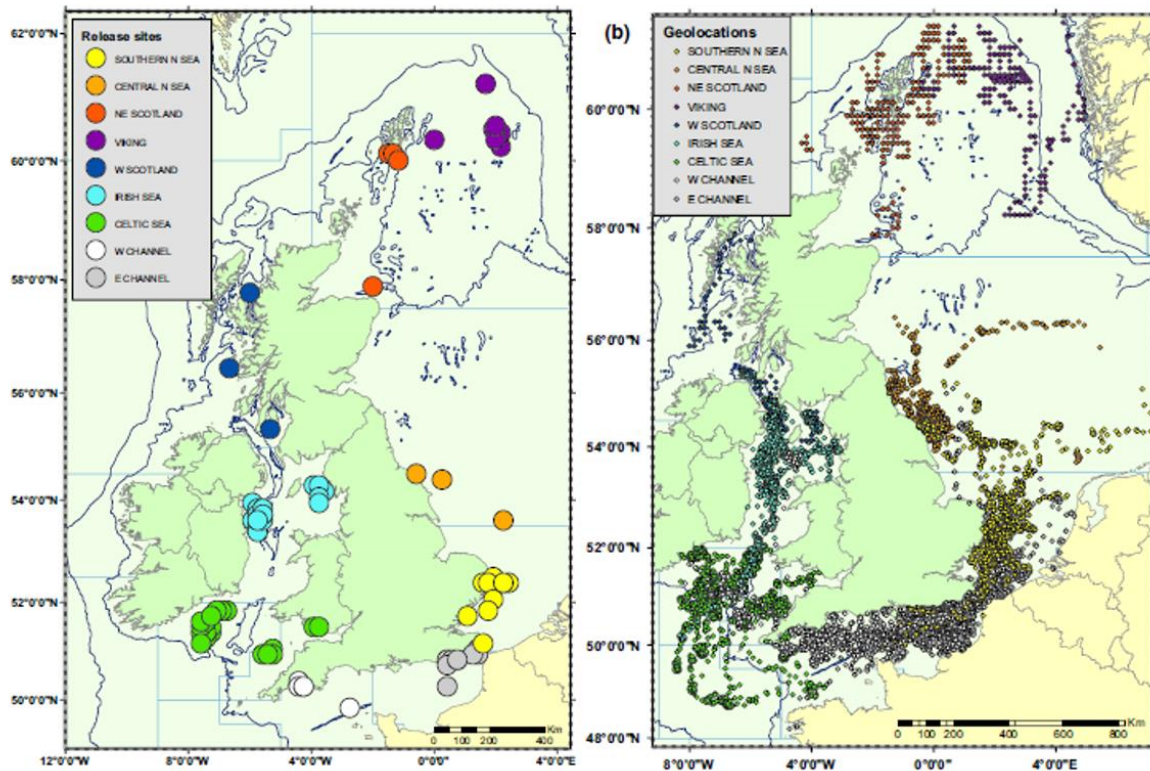 Release sites
SOUTHERN N SEA
CENTRAL N SEA
NE SCOTLAND
VIKING
W SCOTLAND
IRISH SEA
CELTIC SEA
W CHANNEL
E CHANNEL
62°0'0"N
60°0'0"N
58°0'0"N
56°0'0"N
54°0'0"N
52°0'0"N
50°0'0"N
12°0'0"W 8°0'0"W 4°0'0"W 0°0'0" 4°0'0"E
Km
0 100 200 400
(b)
Geolocations
SOUTHERN N SEA
CENTRAL N SEA
NE SCOTLAND
VIKING
W SCOTLAND
IRISH SEA
CELTIC SEA
W CHANNEL
E CHANNEL
60°0'0"N
58°0'0"N
56°0'0"N
54°0'0"N
52°0'0"N
50°0'0"N
48°0'0"N
8°0'0"W 4°0'0"W 0°0'0" 4°0'0"E
Km
0 100 200 400 600 800